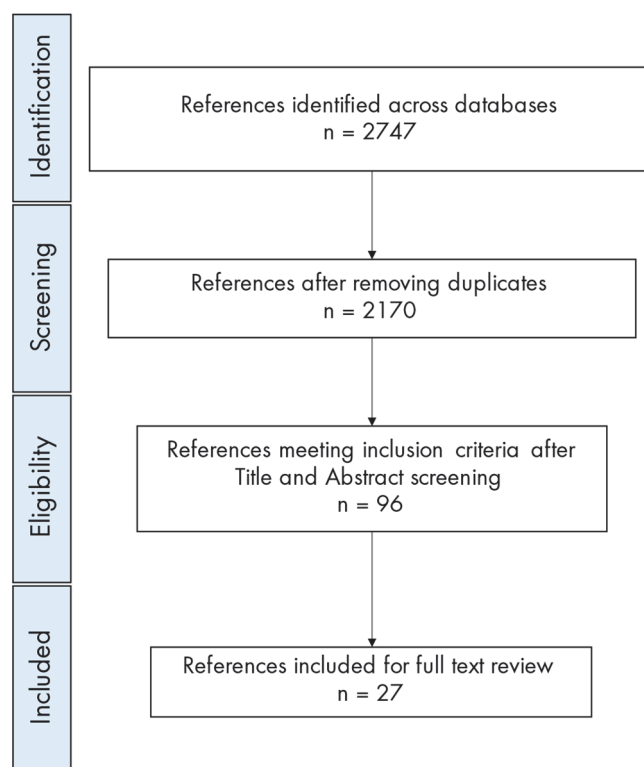 Identification
References identified across databases
n = 2747
Screening
References after removing duplicates
n = 2170
Eligibility
References meeting inclusion criteria after
Title and Abstract screening
n = 96
Included
References included for full text review
n = 27